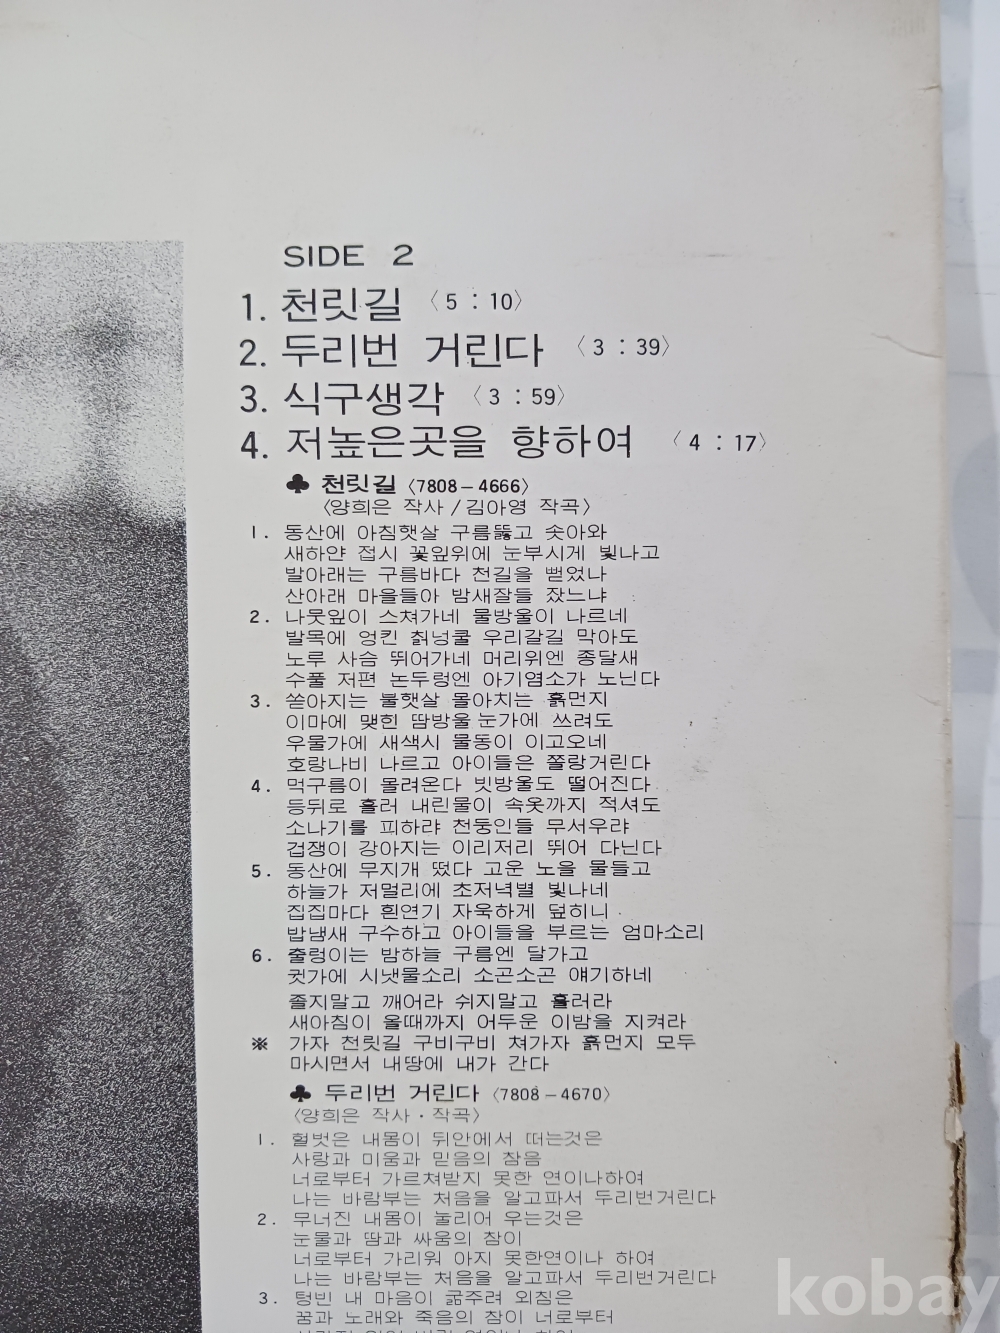 SIDE 2
1. 천릿길 〈5 : 10〉
2. 두리번 거린다 〈3 : 39〉
3. 식구생각 〈3 : 59〉
4. 저높은곳을 향하여 〈4 : 17〉
♣ 천릿길 〈7808－4666〉
〈양희은 작사 / 김아영 작곡〉
1. 동산에 아침햇살 구름뚫고 솟아와
새하얀 접시 꽃잎위에 눈부시게 빛나고
발아래는 구름바다 천길을 뻗었나
산아래 마을들아 밤새잘들 잤느냐
2. 나뭇잎이 스쳐가네 물방울이 나르네
발목에 엉킨 칡넝쿨 우리갈길 막아도
노루 사슴 뛰어가네 머리위엔 종달새
수풀 저편 논두렁엔 아기염소가 노닌다
3. 쏟아지는 불햇살 몰아치는 흙먼지
이마에 맺힌 땀방울 눈가에 쓰려도
우물가에 새색시 물동이 이고오네
호랑나비 나르고 아이들은 쫄랑거린다
4. 먹구름이 몰려온다 빗방울도 떨어진다
등뒤로 흘러 내린물이 속옷까지 적셔도
소나기를 피하랴 천둥인들 무서우랴
겁쟁이 강아지는 이리저리 뛰어 다닌다
5. 동산에 무지개 떴다 고운 노을 물들고
하늘가 저멀리에 초저녁별 빛나네
집집마다 흰연기 자욱하게 덮히니
밥냄새 구수하고 아이들을 부르는 엄마소리
6. 출렁이는 밤하늘 구름엔 달가고
귓가에 시냇물소리 소곤소곤 얘기하네
졸지말고 깨어라 쉬지말고 흘러라
새아침이 올때까지 어두운 이밤을 지켜라
※ 가자 천릿길 구비구비 쳐가자 흙먼지 모두
마시면서 내땅에 내가 간다
♣ 두리번 거린다 〈7808－4670〉
〈양희은 작사 · 작곡〉
1. 헐벗은 내몸이 뒤안에서 떠는것은
사랑과 미움과 믿음의 참음
너로부터 가르쳐받지 못한 연이나하여
나는 바람부는 처음을 알고파서 두리번거린다
2. 무너진 내몸이 눌리어 우는것은
눈물과 땀과 싸움의 참이
너로부터 가리워 아지 못한연이나 하여
나는 바람부는 처음을 알고파서 두리번거린다
3. 텅빈 내 마음이 굶주려 외침은
꿈과 노래와 죽음의 참이 너로부터
kobay